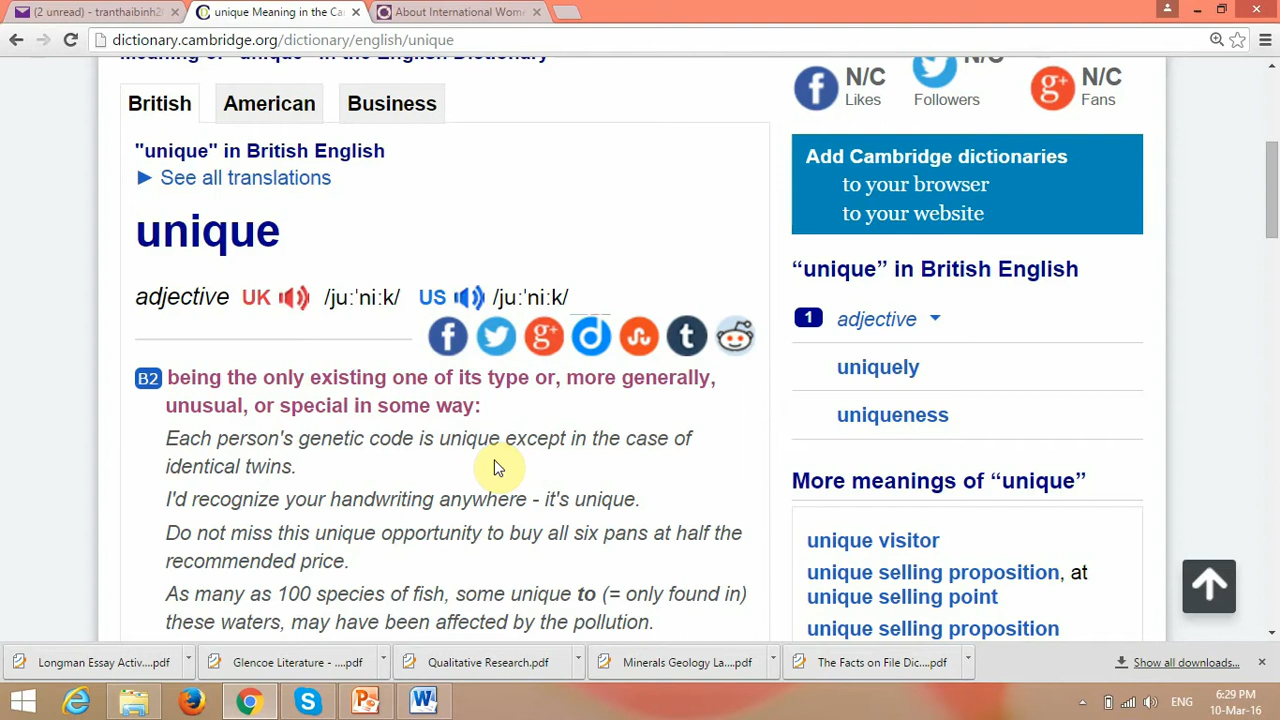 (2 unread) - tranthaibinh2
unique Meaning in the Ca
About International Wom
dictionary.cambridge.org/dictionary/english/unique
Meaning of "unique" in the English Dictionary
British
American
Business
"unique" in British English
► See all translations
unique
adjective UK /juːˈniːk/ US /juːˈniːk/
B2 being the only existing one of its type or, more generally,
unusual, or special in some way:
Each person's genetic code is unique except in the case of
identical twins.
I'd recognize your handwriting anywhere - it's unique.
Do not miss this unique opportunity to buy all six pans at half the
recommended price.
As many as 100 species of fish, some unique to (= only found in)
these waters, may have been affected by the pollution.
N/C
Likes
N/C
Followers
N/C
Fans
Add Cambridge dictionaries
to your browser
to your website
“unique” in British English
1 adjective
uniquely
uniqueness
More meanings of “unique”
unique visitor
unique selling proposition, at
unique selling point
unique selling proposition
Longman Essay Activ....pdf
Glencoe Literature - ....pdf
Qualitative Research.pdf
Minerals Geology La....pdf
The Facts on File Dic....pdf
Show all downloads...
ENG
6:29 PM
10-Mar-16